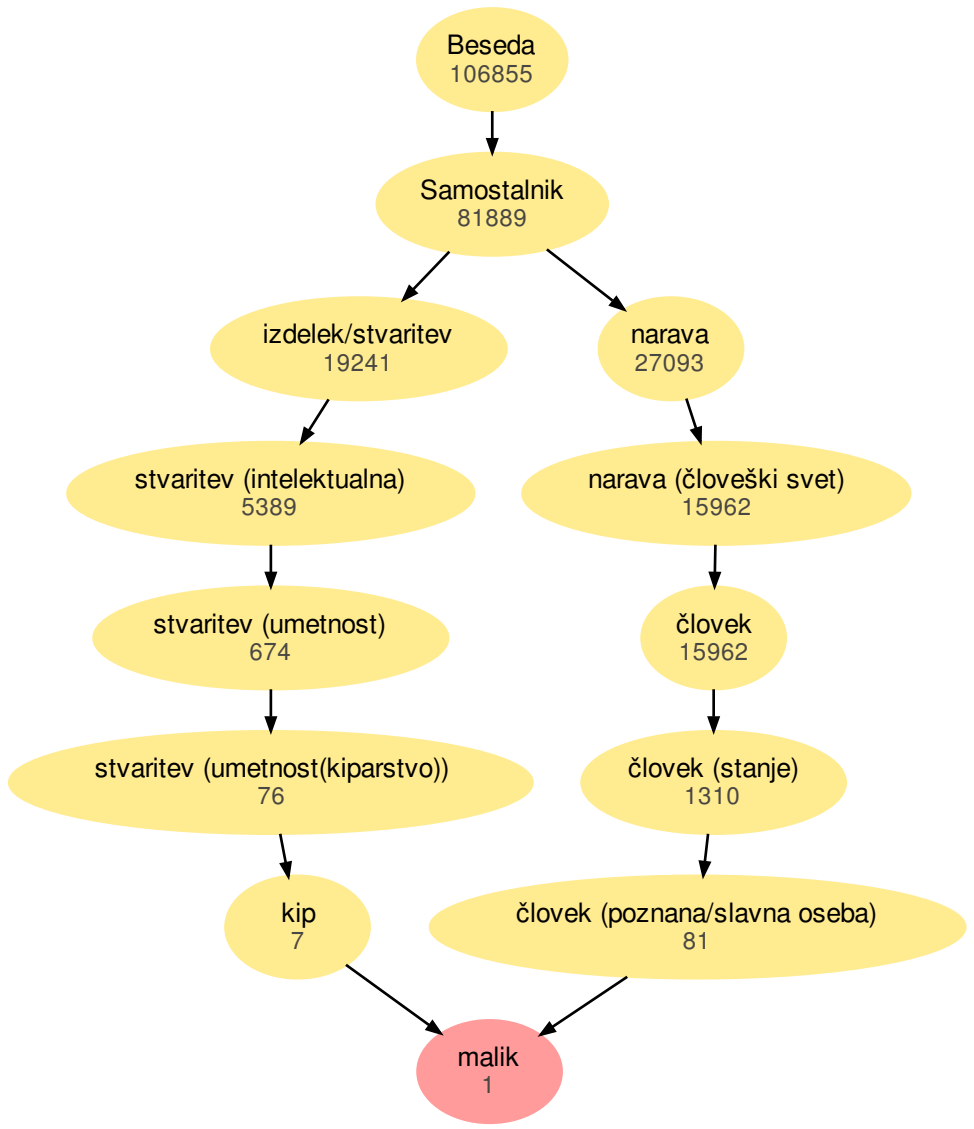 Beseda
106855
Samostalnik
81889
izdelek/stvaritev
19241
narava
27093
stvaritev (intelektualna)
5389
narava (človeški svet)
15962
stvaritev (umetnost)
674
človek
15962
stvaritev (umetnost(kiparstvo))
76
človek (stanje)
1310
kip
7
človek (poznana/slavna oseba)
81
malik
1